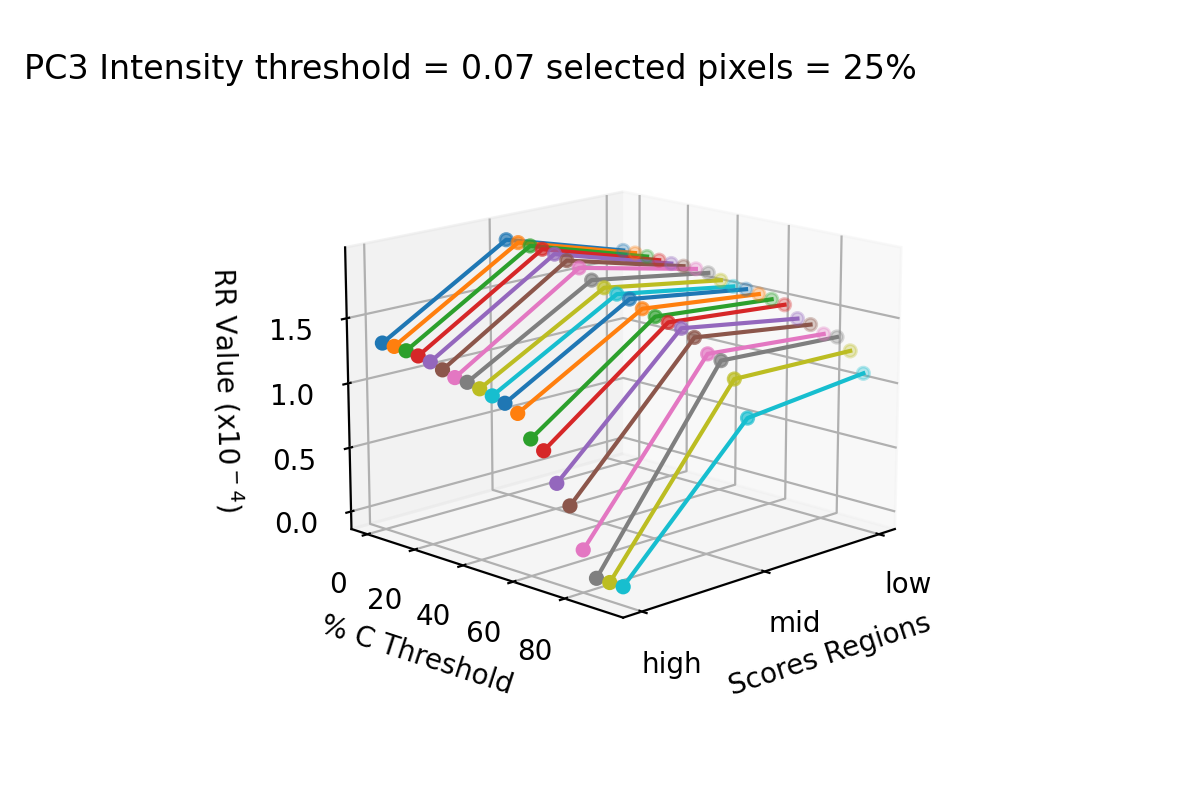 PC3 Intensity threshold = 0.07 selected pixels = 25%
RR Value (x10⁻⁴)
1.5
1.0
0.5
0.0
0
20
40
60
80
% C Threshold
high
mid
low
Scores Regions